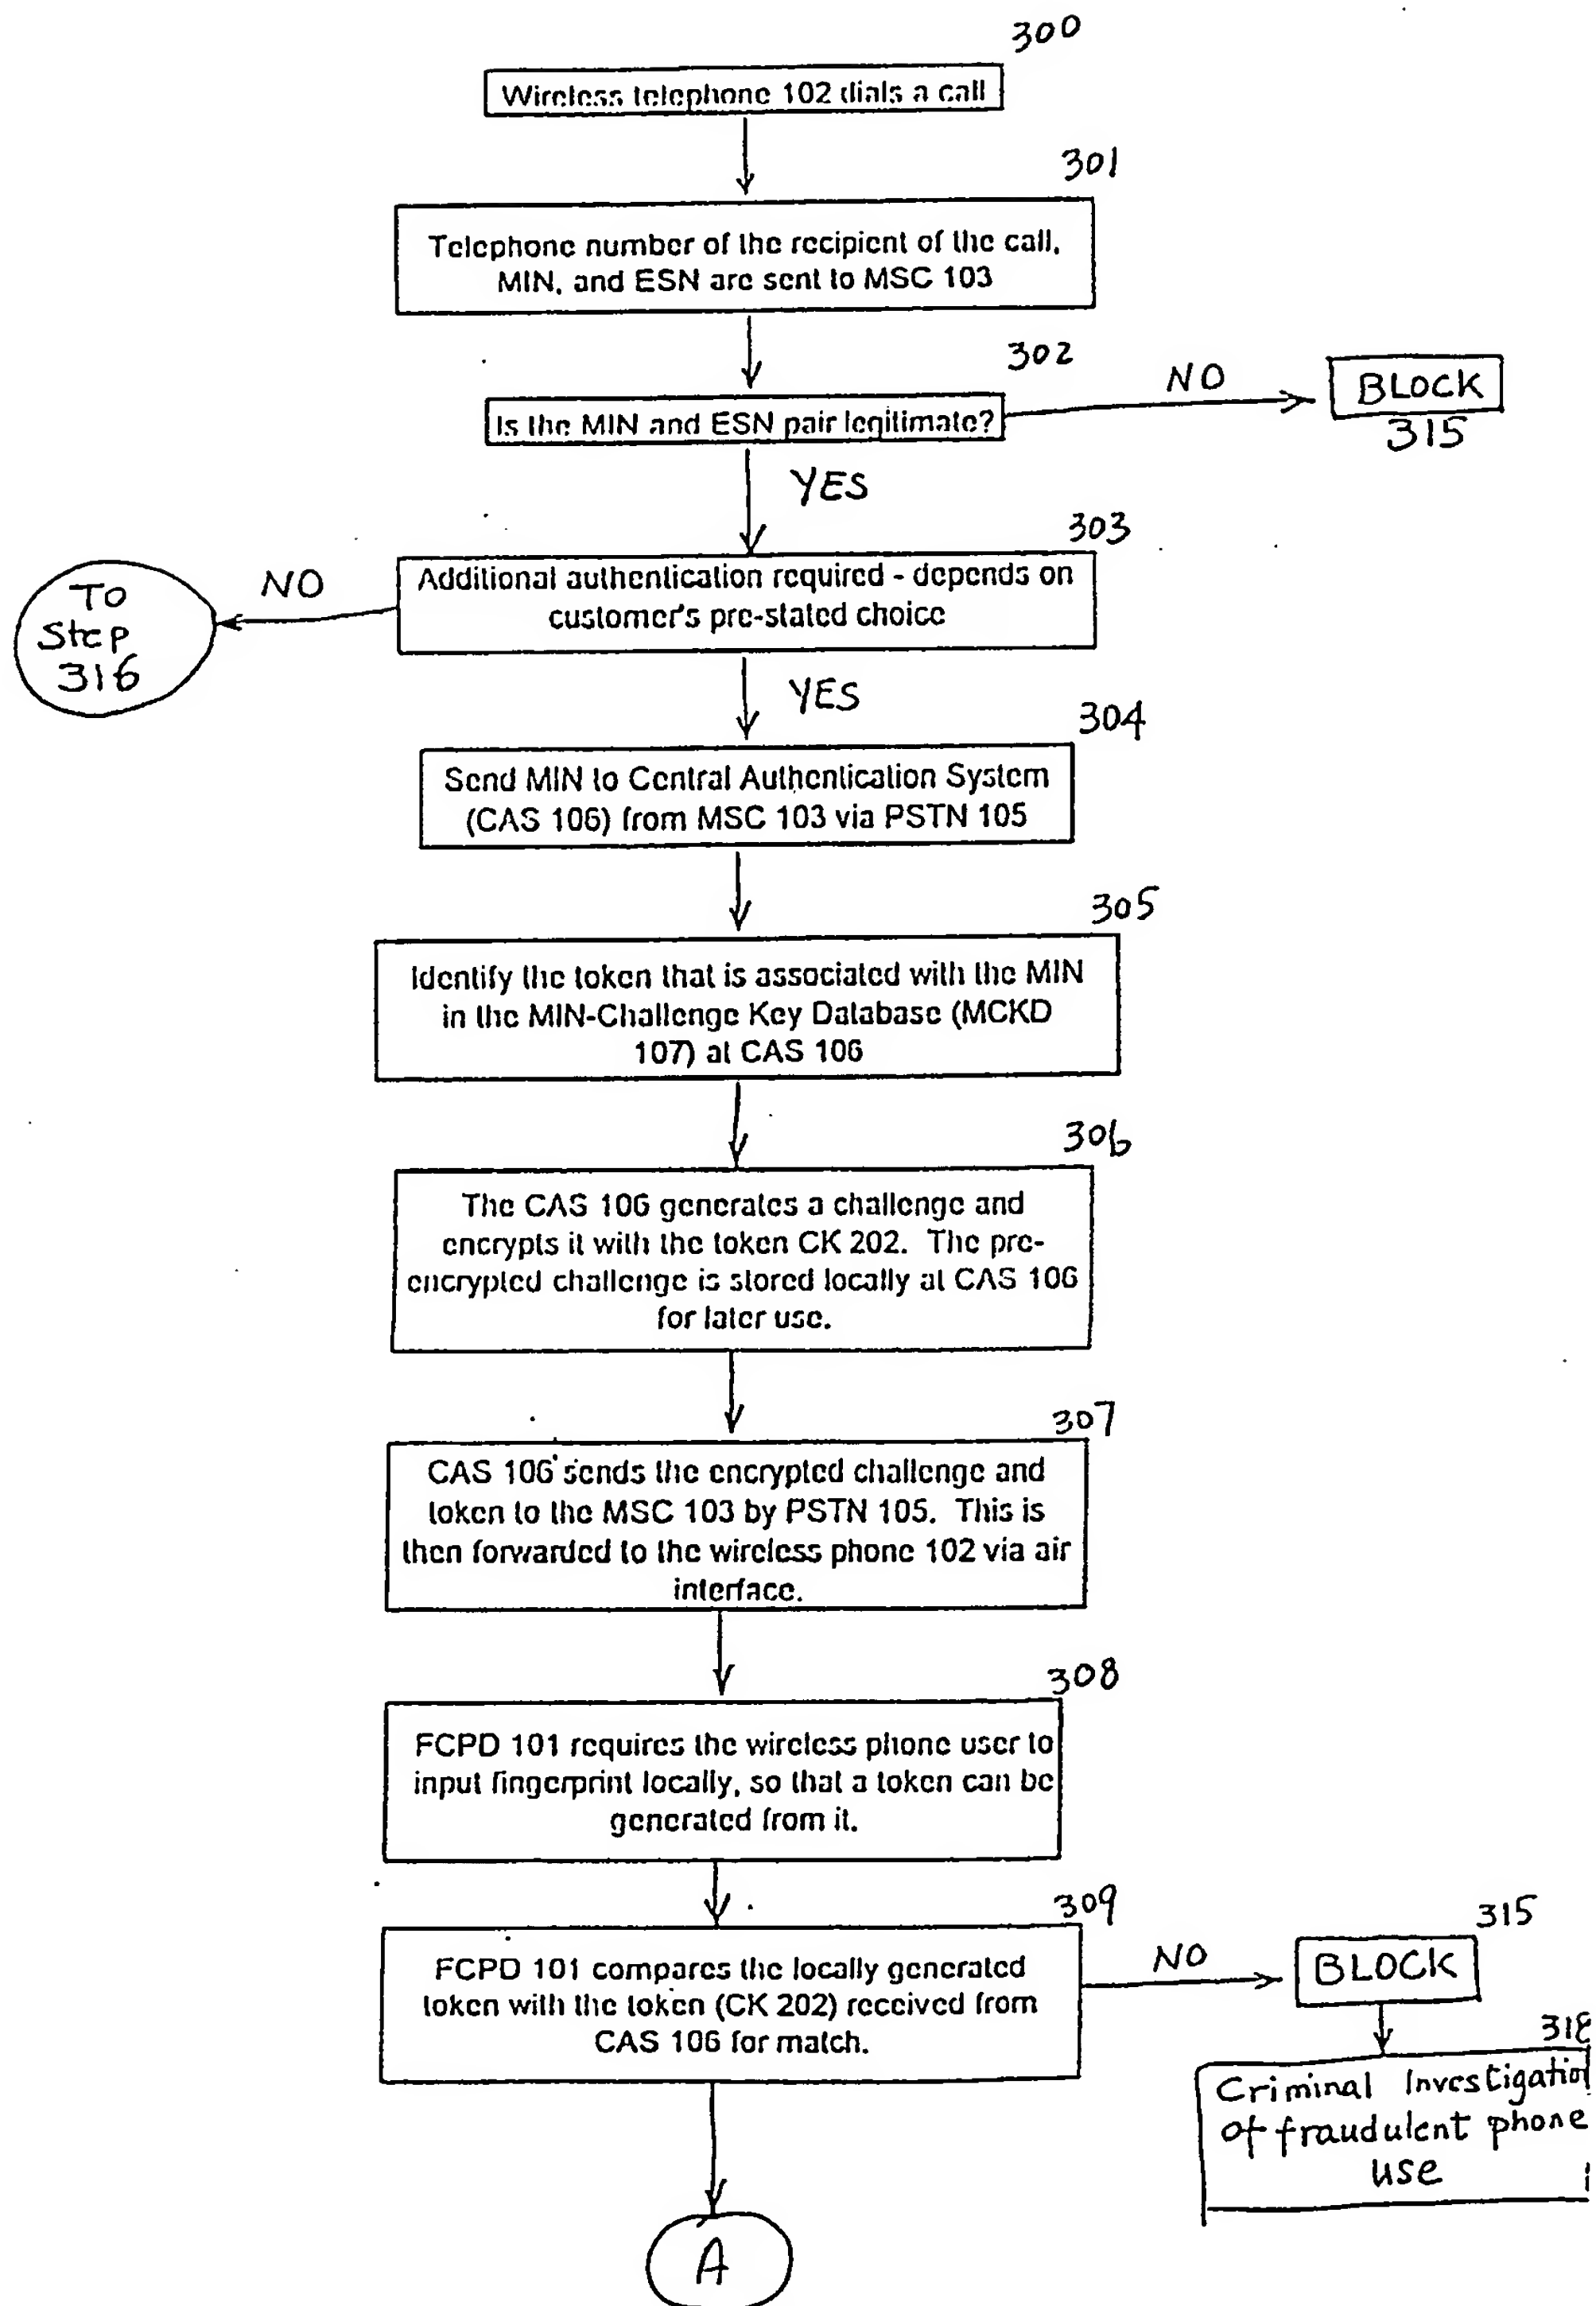 300
Wireless telephone 102 dials a call
301
Telephone number of the recipient of the call,
MIN, and ESN are sent to MSC 103
302
Is the MIN and ESN pair legitimate?
NO
BLOCK
315
YES
303
Additional authentication required - depends on
customer's pre-stated choice
NO
TO
Step
316
YES
304
Send MIN to Central Authentication System
(CAS 106) from MSC 103 via PSTN 105
305
Identify the token that is associated with the MIN
in the MIN-Challenge Key Database (MCKD
107) at CAS 106
306
The CAS 106 generates a challenge and
encrypts it with the token CK 202. The pre-
encrypted challenge is stored locally at CAS 106
for later use.
307
CAS 106 sends the encrypted challenge and
token to the MSC 103 by PSTN 105. This is
then forwarded to the wireless phone 102 via air
interface.
308
FCPD 101 requires the wireless phone user to
input fingerprint locally, so that a token can be
generated from it.
309
FCPD 101 compares the locally generated
token with the token (CK 202) received from
CAS 106 for match.
NO
315
BLOCK
318
Criminal Investigation
of fraudulent phone
use
A